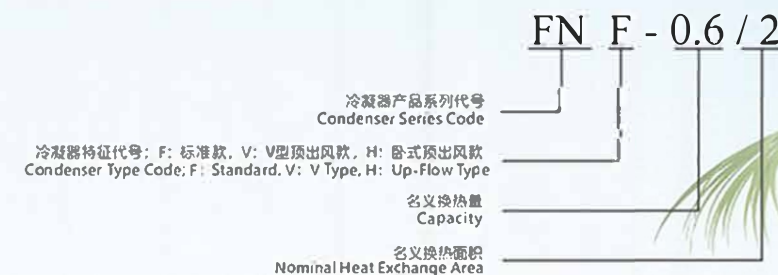 FN F - 0.6 / 2
冷凝器产品系列代号
Condenser Series Code
冷凝器特征代号; F: 标准款, V: V型顶出风款, H: 卧式顶出风款
Condenser Type Code; F: Standard, V: V Type, H: Up-Flow Type
名义换热量
Capacity
名义换热面积
Nominal Heat Exchange Area